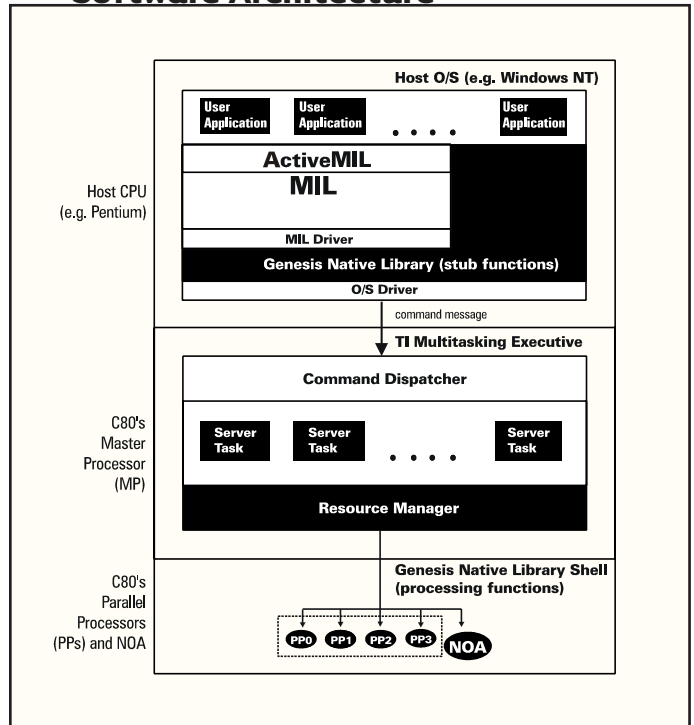 Software Architecture
Host O/S (e.g. Windows NT)
User
Application
User
Application
. . . .
User
Application
ActiveMIL
MIL
Host CPU
(e.g. Pentium)
MIL Driver
Genesis Native Library (stub functions)
O/S Driver
command message
TI Multitasking Executive
Command Dispatcher
C80's
Master
Processor
(MP)
Server
Task
Server
Task
. . . .
Server
Task
Resource Manager
Genesis Native Library Shell
(processing functions)
C80's
Parallel
Processors
(PPs) and NOA
PP0 PP1 PP2 PP3 NOA